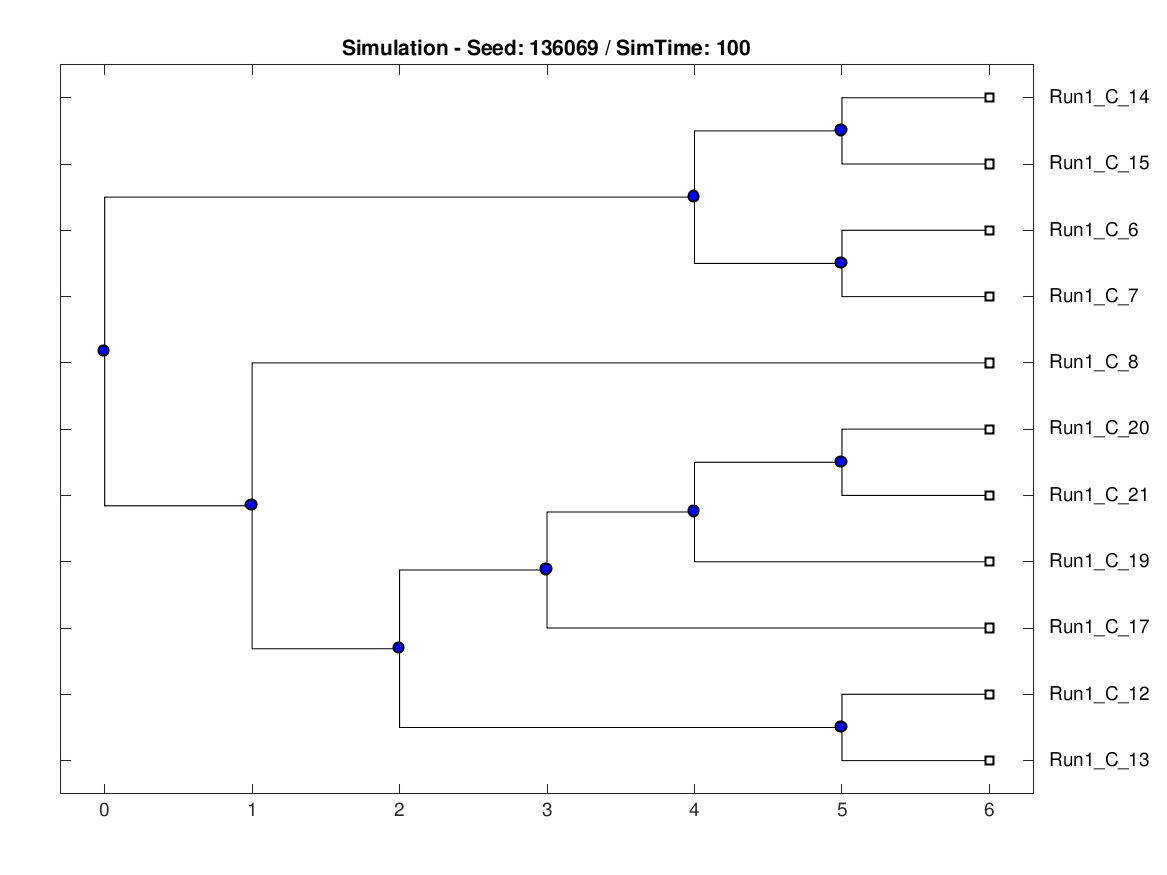 Simulation - Seed: 136069 / SimTime: 100
Run1_C_14
Run1_C_15
Run1_C_6
Run1_C_7
Run1_C_8
Run1_C_20
Run1_C_21
Run1_C_19
Run1_C_17
Run1_C_12
Run1_C_13
0 1 2 3 4 5 6